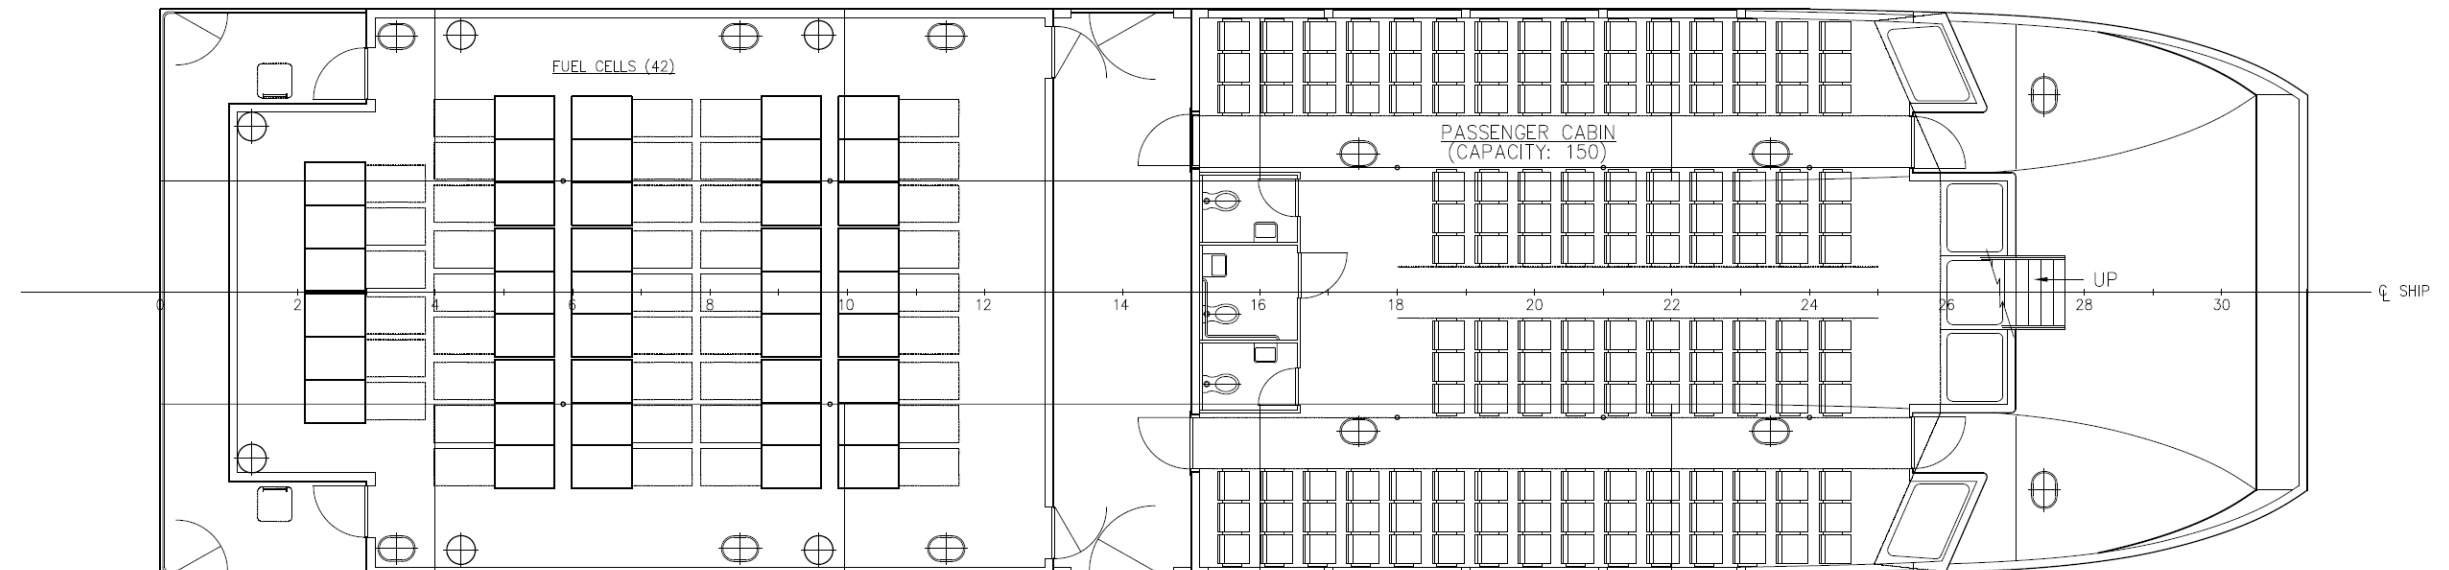 FUEL CELLS (42)
PASSENGER CABIN
(CAPACITY: 150)
UP
0 2 4 6 8 10 12 14 16 18 20 22 24 26 28 30
℄ SHIP